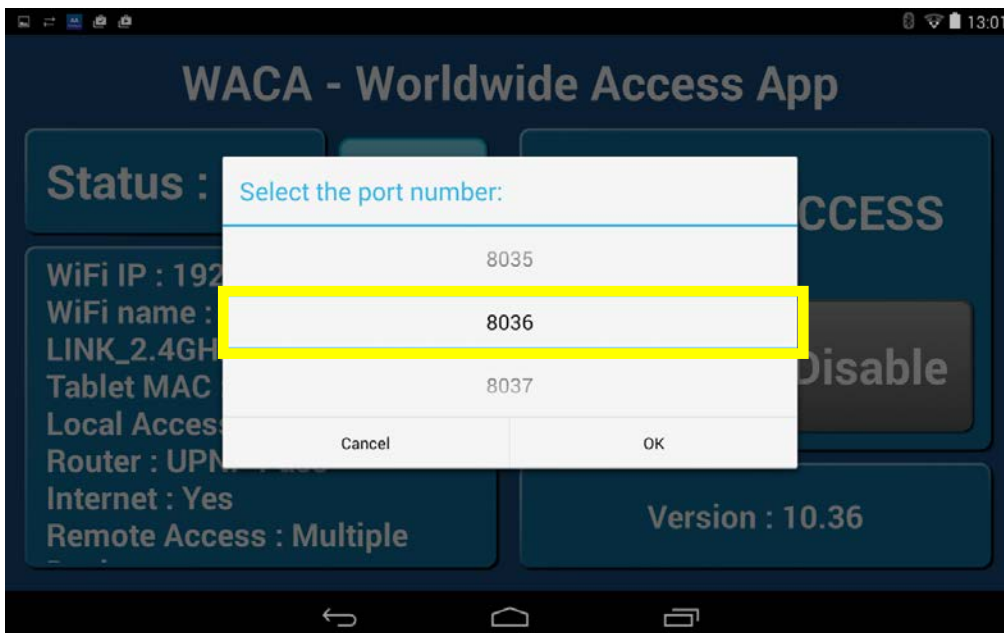 13:01
WACA - Worldwide Access App
Status :
Select the port number:
8035
8036
8037
Cancel
OK
CCESS
Disable
WiFi IP : 192
WiFi name :
LINK_2.4GH
Tablet MAC
Local Access
Router : UPN
Internet : Yes
Remote Access : Multiple
Version : 10.36